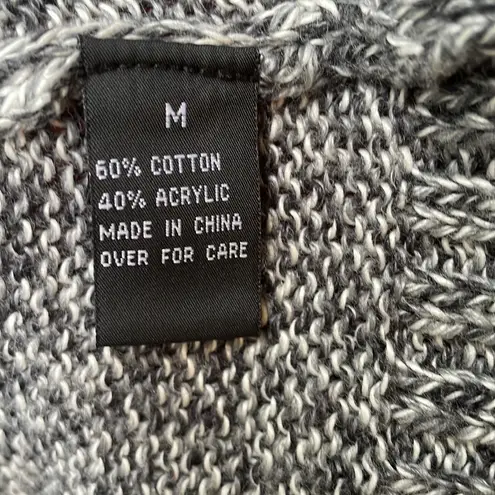 M
60% COTTON
40% ACRYLIC
MADE IN CHINA
OVER FOR CARE